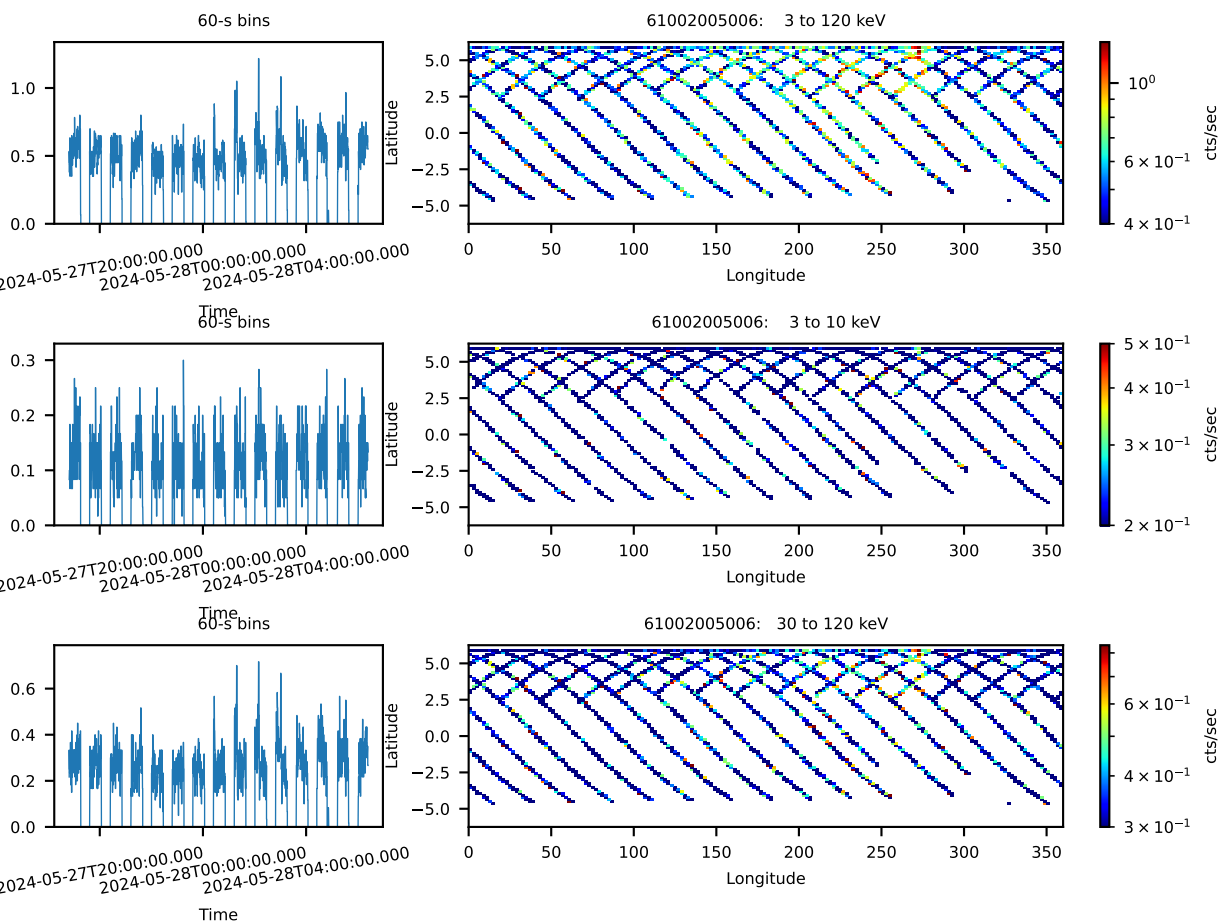 60-s bins
1.0
0.5
0.0
2024-05-27T20:00:00.000
2024-05-28T00:00:00.000
2024-05-28T04:00:00.000
Time
61002005006: 3 to 120 keV
Latitude
5.0
2.5
0.0
−2.5
−5.0
0 50 100 150 200 250 300 350
Longitude
10⁰
6 × 10⁻¹
4 × 10⁻¹
cts/sec
60-s bins
0.3
0.2
0.1
0.0
2024-05-27T20:00:00.000
2024-05-28T00:00:00.000
2024-05-28T04:00:00.000
Time
61002005006: 3 to 10 keV
Latitude
5.0
2.5
0.0
−2.5
−5.0
0 50 100 150 200 250 300 350
Longitude
5 × 10⁻¹
4 × 10⁻¹
3 × 10⁻¹
2 × 10⁻¹
cts/sec
60-s bins
0.6
0.4
0.2
0.0
2024-05-27T20:00:00.000
2024-05-28T00:00:00.000
2024-05-28T04:00:00.000
Time
61002005006: 30 to 120 keV
Latitude
5.0
2.5
0.0
−2.5
−5.0
0 50 100 150 200 250 300 350
Longitude
6 × 10⁻¹
4 × 10⁻¹
3 × 10⁻¹
cts/sec